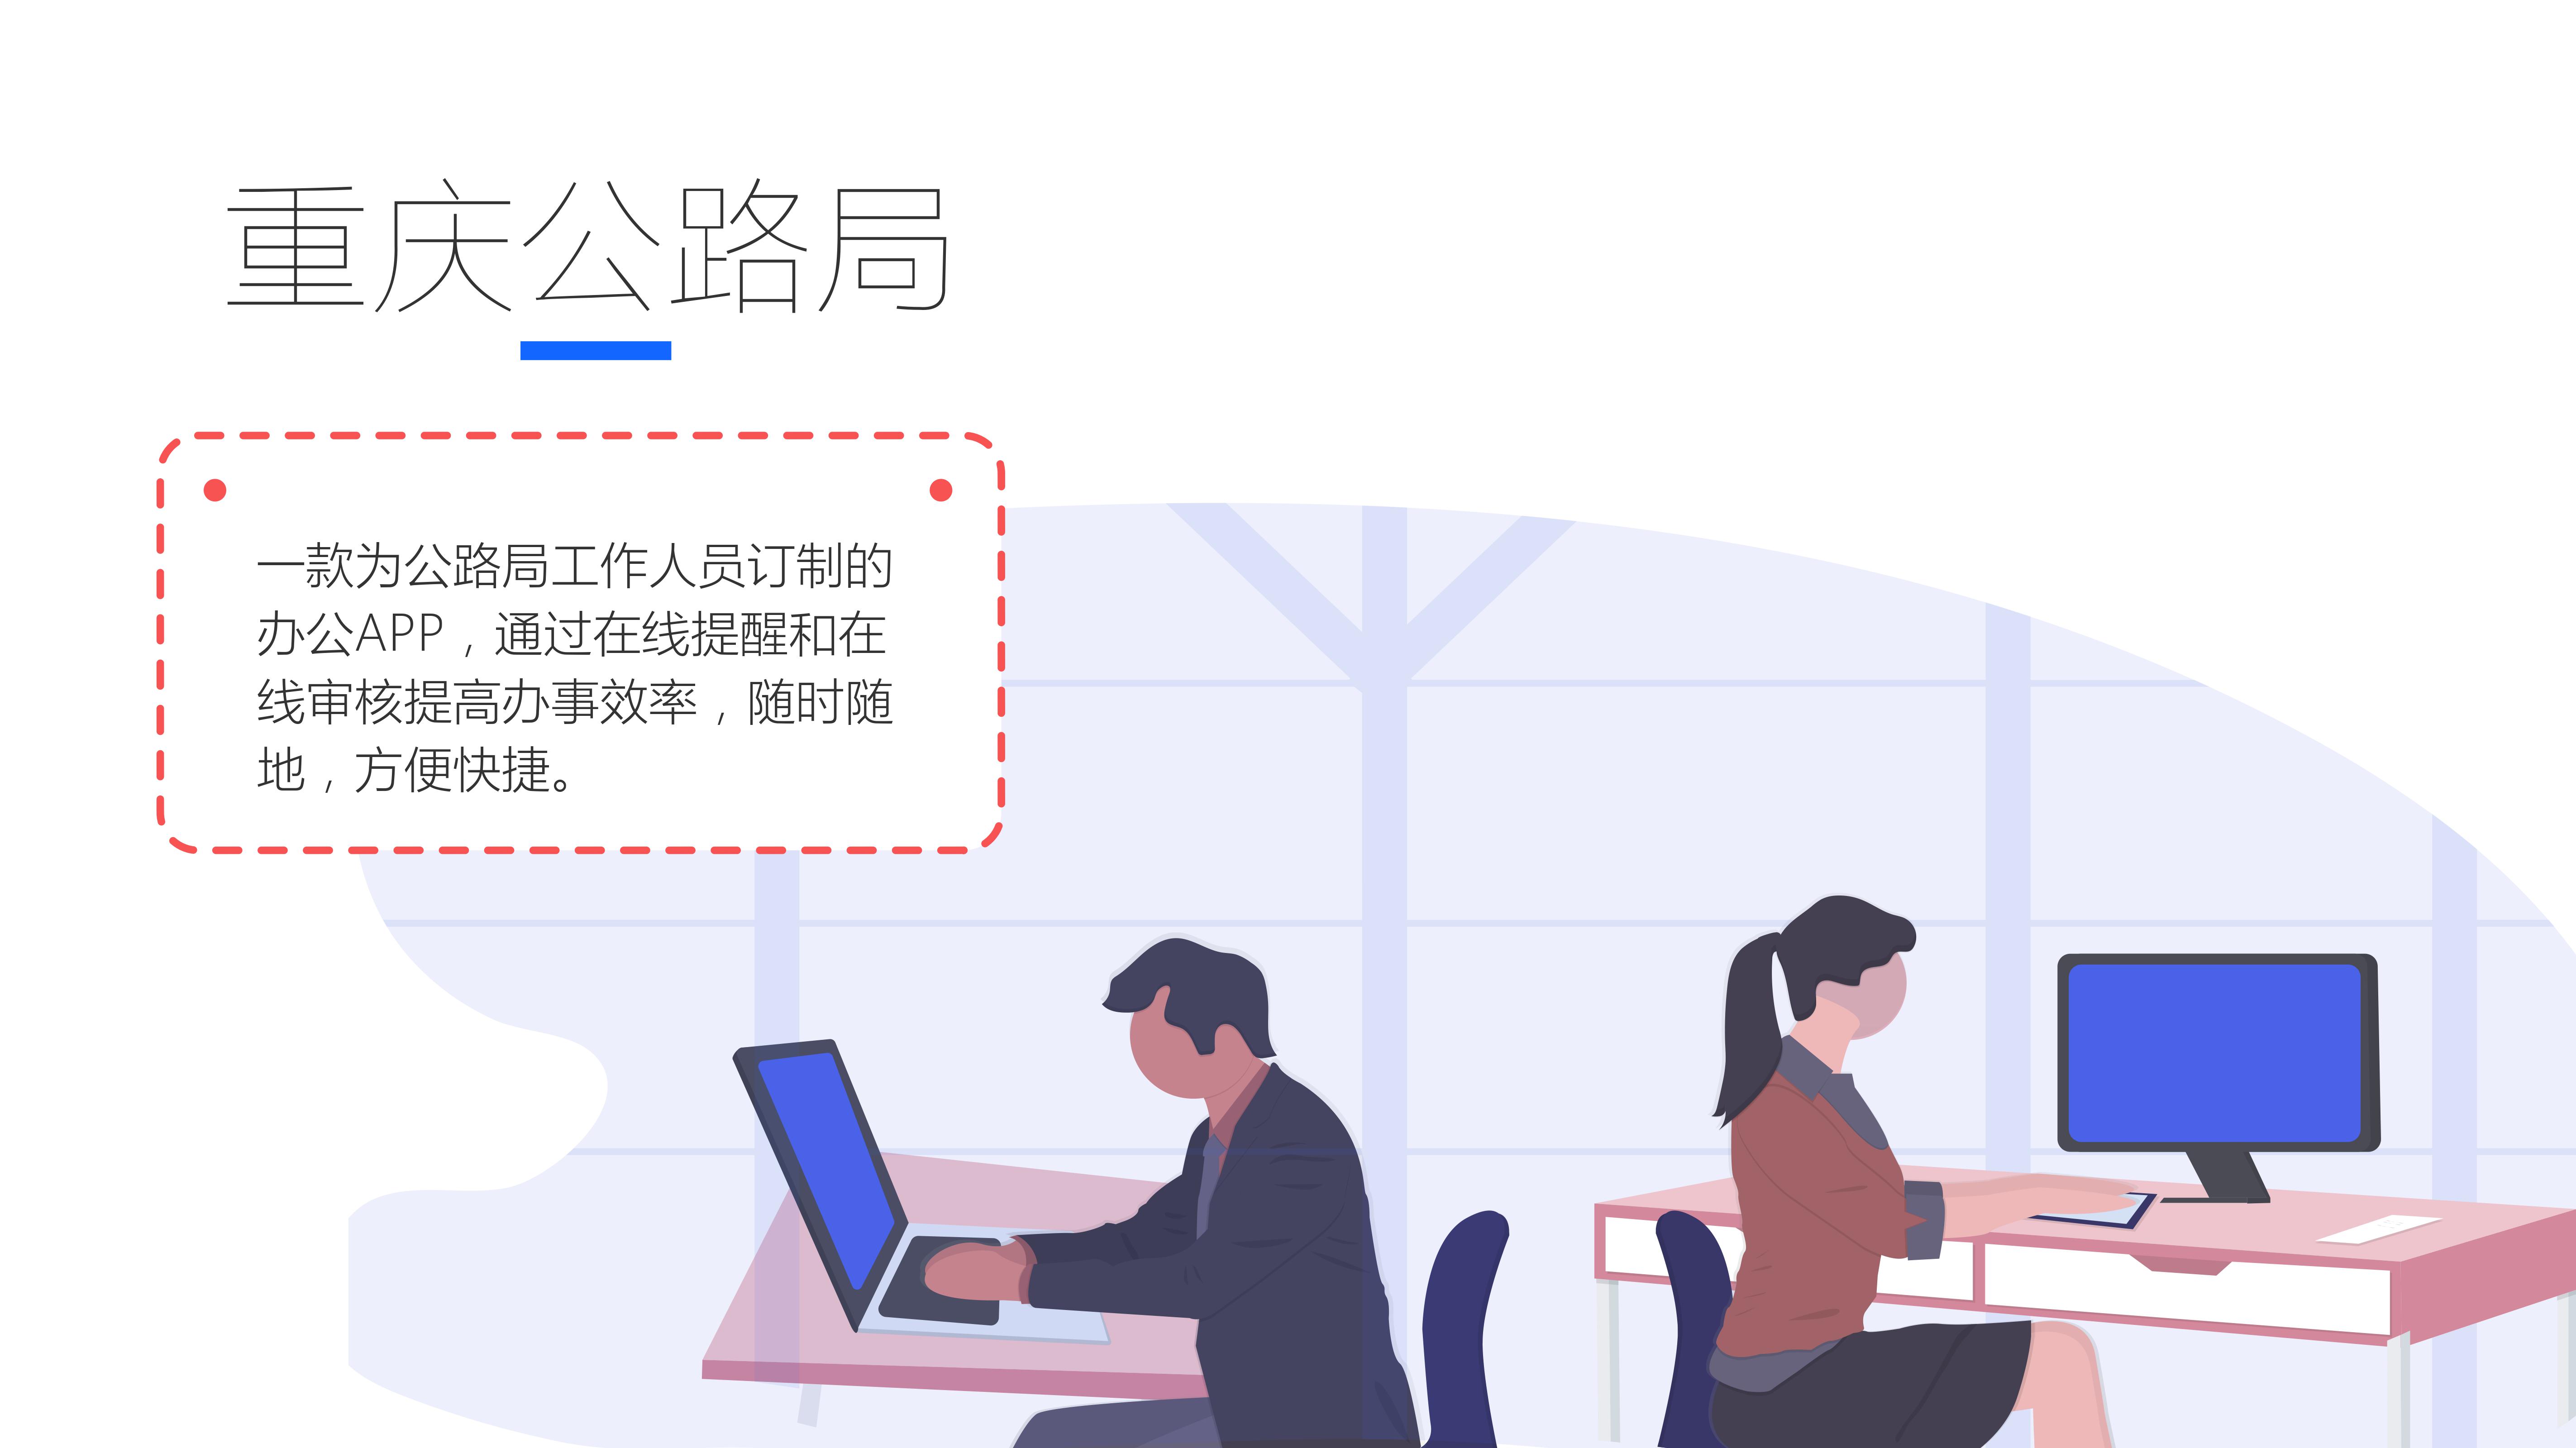 重庆公路局
一款为公路局工作人员订制的
办公APP，通过在线提醒和在
线审核提高办事效率，随时随
地，方便快捷。